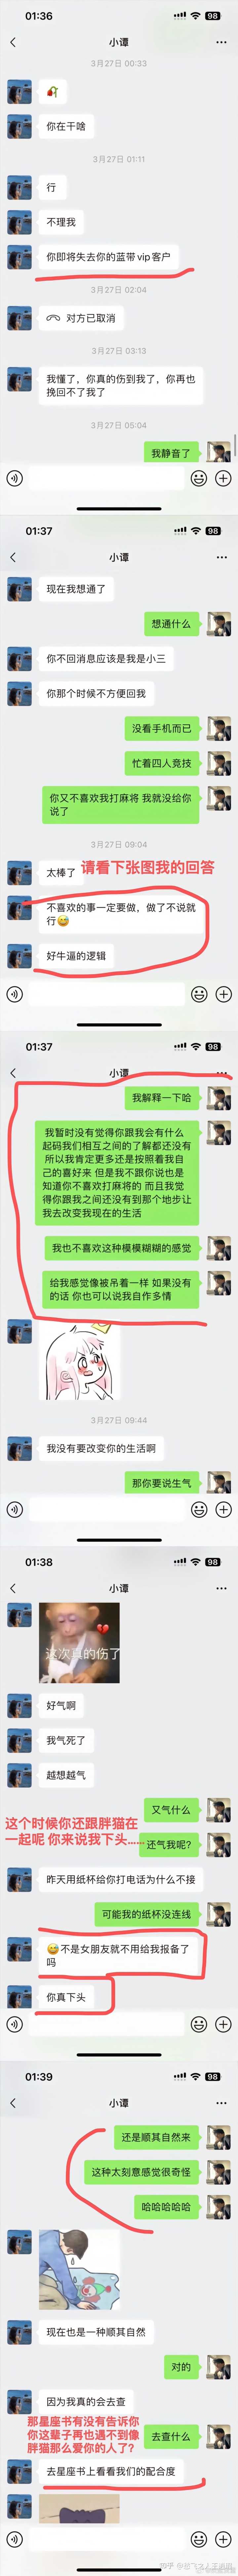 01:36
98
小谭
3月27日 00:33
你在干啥
3月27日 01:11
行
不理我
你即将失去你的蓝带vip客户
3月27日 02:04
对方已取消
3月27日 03:13
我懂了，你真的伤到我了，你再也
挽回不了我了
3月27日 05:04
我静音了
01:37
98
小谭
现在我想通了
想通什么
你不回消息应该是我是小三
你那个时候不方便回我
没看手机而已
忙着四人竞技
你又不喜欢我打麻将 我就没给你
说了
3月27日 09:04
太棒了
请看下张图我的回答
不喜欢的事一定要做，做了不说就
行
好牛逼的逻辑
01:37
98
小谭
我解释一下哈
我暂时没有觉得你跟我会有什么
起码我们相互之间的了解都还没有
所以我肯定更多还是按照着我自
己的喜好来 但是我不跟你说也是
知道你不喜欢打麻将的 而且我觉
得你跟我之间还没有到那个地步让
我去改变我现在的生活
我也不喜欢这种模模糊糊的感觉
给我感觉像被吊着一样 如果没有
的话 你也可以说我自作多情
3月27日 09:44
我没有要改变你的生活啊
那你要说生气
01:38
98
小谭
这次真的伤了
好气啊
我气死了
越想越气
又气什么
这个时候你还跟胖猫在
一起呢 你来说我下头……
还气我呢?
昨天用纸杯给你打电话为什么不接
可能我的纸杯没连线
不是女朋友就不用给我报备了
吗
你真下头
01:39
98
小谭
还是顺其自然来
这种太刻意感觉很奇怪
哈哈哈哈哈
现在也是一种顺其自然
对的
因为我真的会去查
那星座书有没有告诉你
你这辈子再也遇不到像
胖猫那么爱你的人了?
去查什么
去星座书上看看我们的配合度